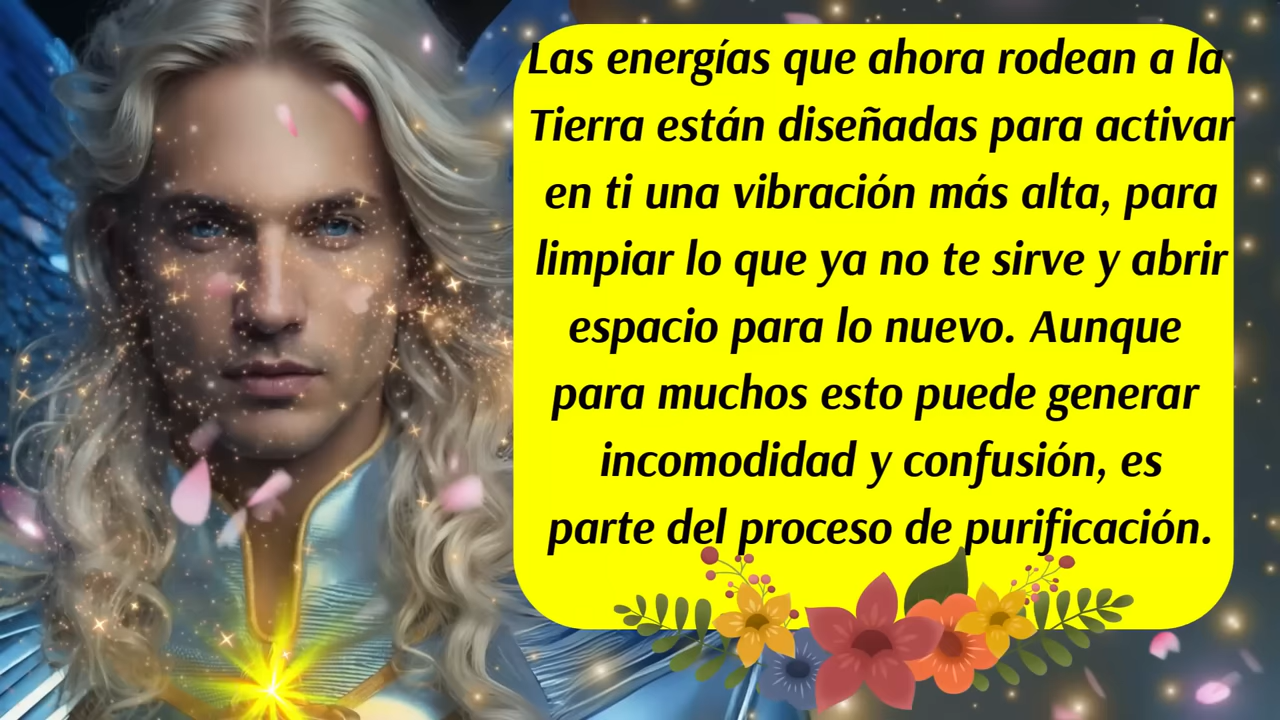 Las energías que ahora rodean a la
Tierra están diseñadas para activar
en ti una vibración más alta, para
limpiar lo que ya no te sirve y abrir
espacio para lo nuevo. Aunque
para muchos esto puede generar
incomodidad y confusión, es
parte del proceso de purificación.